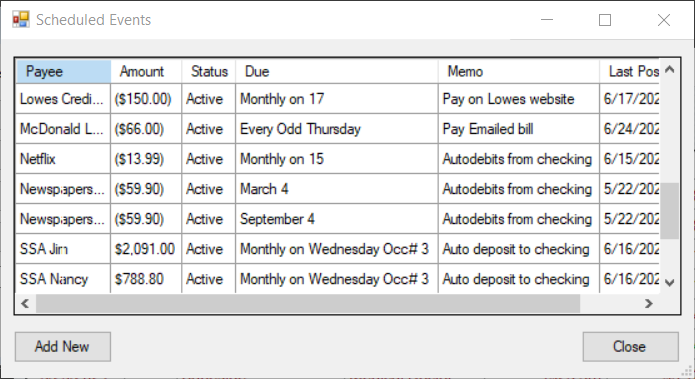 Scheduled Events
Payee Amount Status Due Memo Last Pos
Lowes Credi... ($150.00) Active Monthly on 17 Pay on Lowes website 6/17/202
McDonald L... ($66.00) Active Every Odd Thursday Pay Emailed bill 6/24/202
Netflix ($13.99) Active Monthly on 15 Autodebits from checking 6/15/202
Newspapers... ($59.90) Active March 4 Autodebits from checking 5/22/202
Newspapers... ($59.90) Active September 4 Autodebits from checking 5/22/202
SSA Jim $2,091.00 Active Monthly on Wednesday Occ# 3 Auto deposit to checking 6/16/202
SSA Nancy $788.80 Active Monthly on Wednesday Occ# 3 Auto deposit to checking 6/16/202
Add New Close